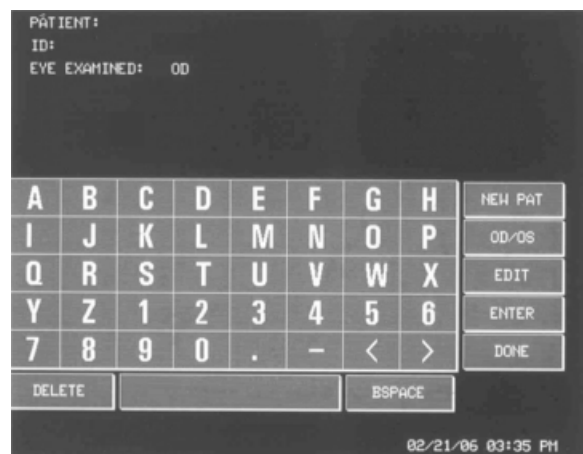 PATIENT:
ID:
EYE EXAMINED: OD
A B C D E F G H NEW PAT
I J K L M N O P OD/OS
Q R S T U V W X EDIT
Y Z 1 2 3 4 5 6 ENTER
7 8 9 0 . – < > DONE
DELETE BSPACE
02/21/06 03:35 PM